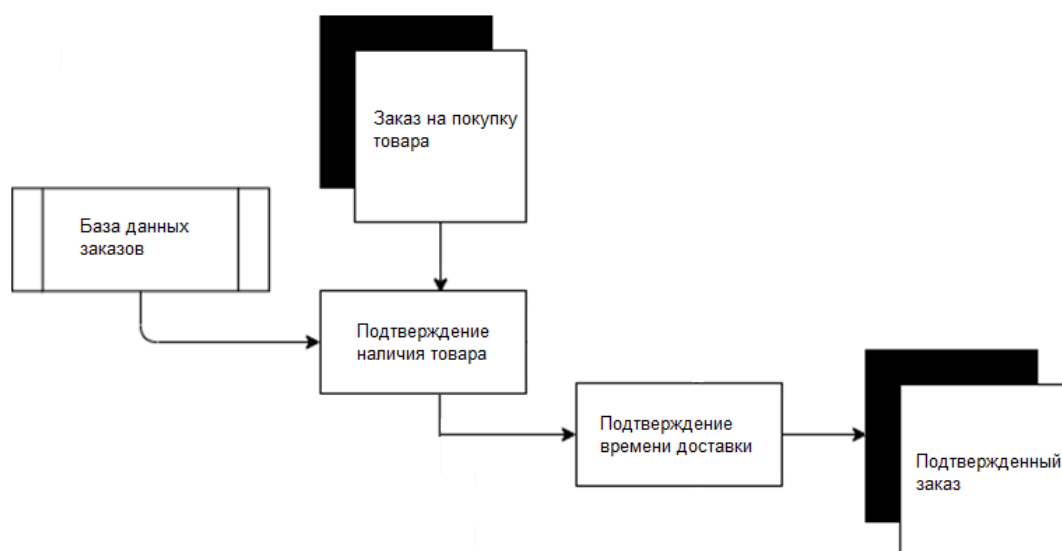 Заказ на покупку
товара
База данных
заказов
Подтверждение
наличия товара
Подтверждение
времени доставки
Подтвержденный
заказ